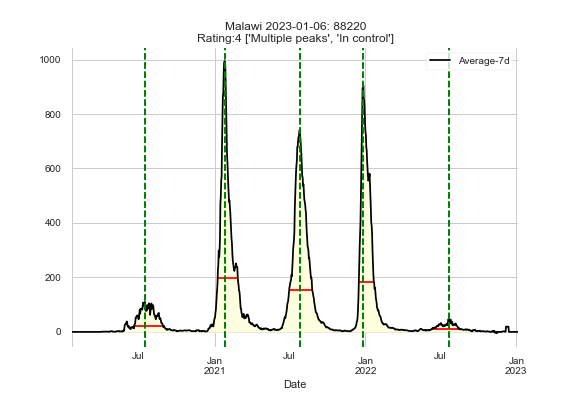 Malawi 2023-01-06: 88220
Rating:4 ['Multiple peaks', 'In control']
Average-7d
1000
800
600
400
200
0
Jul
Jan
2021
Jul
Jan
2022
Jul
Jan
2023
Date